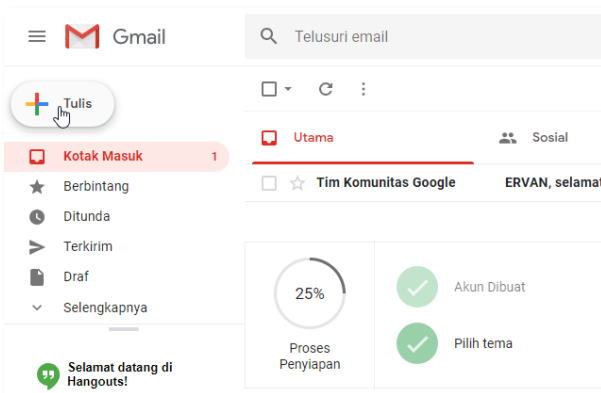 Gmail
Telusuri email
Tulis
Utama
Sosial
Kotak Masuk 1
Tim Komunitas Google ERVAN, selamat
Berbintang
Ditunda
Terkirim
Draf
Selengkapnya
25%
Proses
Penyiapan
Akun Dibuat
Pilih tema
Selamat datang di
Hangouts!